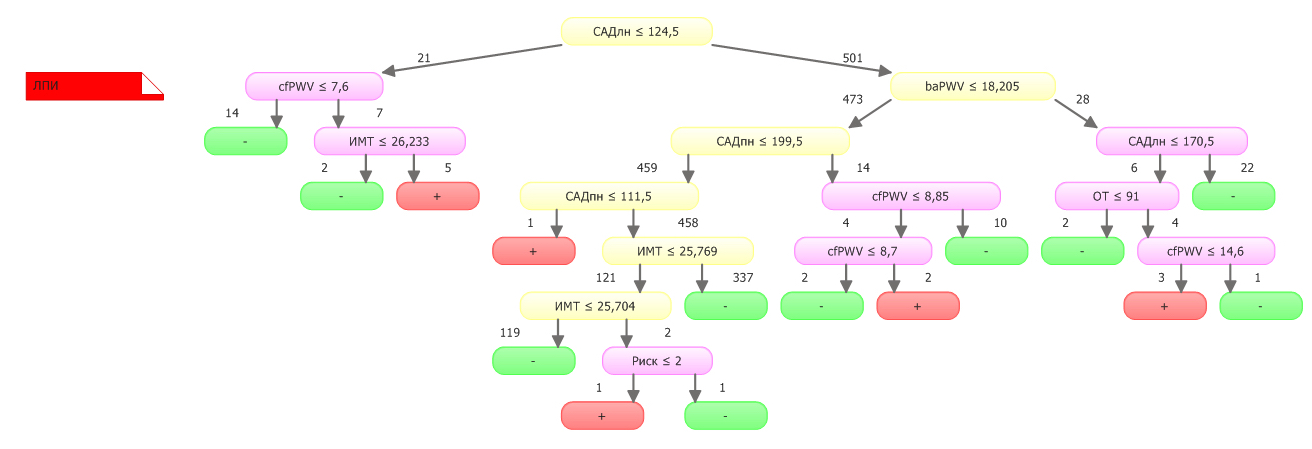 САДлн ≤ 124,5
21
501
ЛПИ
cfPWV ≤ 7,6
baPWV ≤ 18,205
14
7
473
28
-
ИМТ ≤ 26,233
САДпн ≤ 199,5
САДлн ≤ 170,5
2
5
459
14
6
22
-
+
САДпн ≤ 111,5
cfPWV ≤ 8,85
ОТ ≤ 91
-
1
458
4
10
2
4
+
ИМТ ≤ 25,769
cfPWV ≤ 8,7
-
-
cfPWV ≤ 14,6
121
337
2
2
3
1
ИМТ ≤ 25,704
-
-
+
+
-
119
2
-
Риск ≤ 2
1
1
+
-